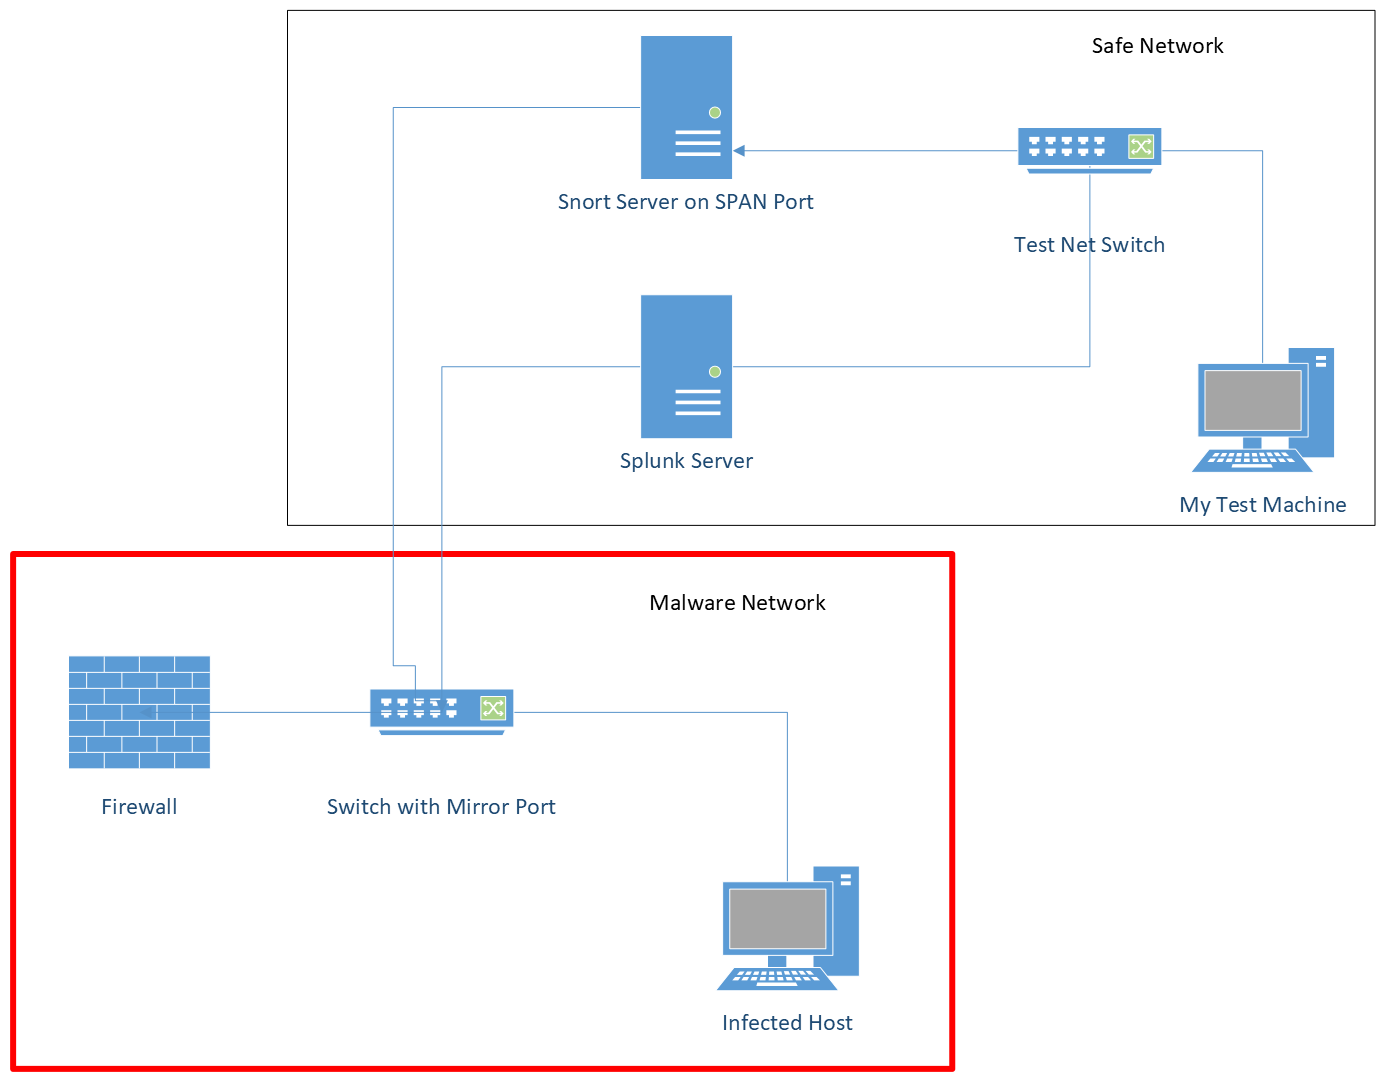 Safe Network
Snort Server on SPAN Port
Test Net Switch
Splunk Server
My Test Machine
Malware Network
Firewall
Switch with Mirror Port
Infected Host